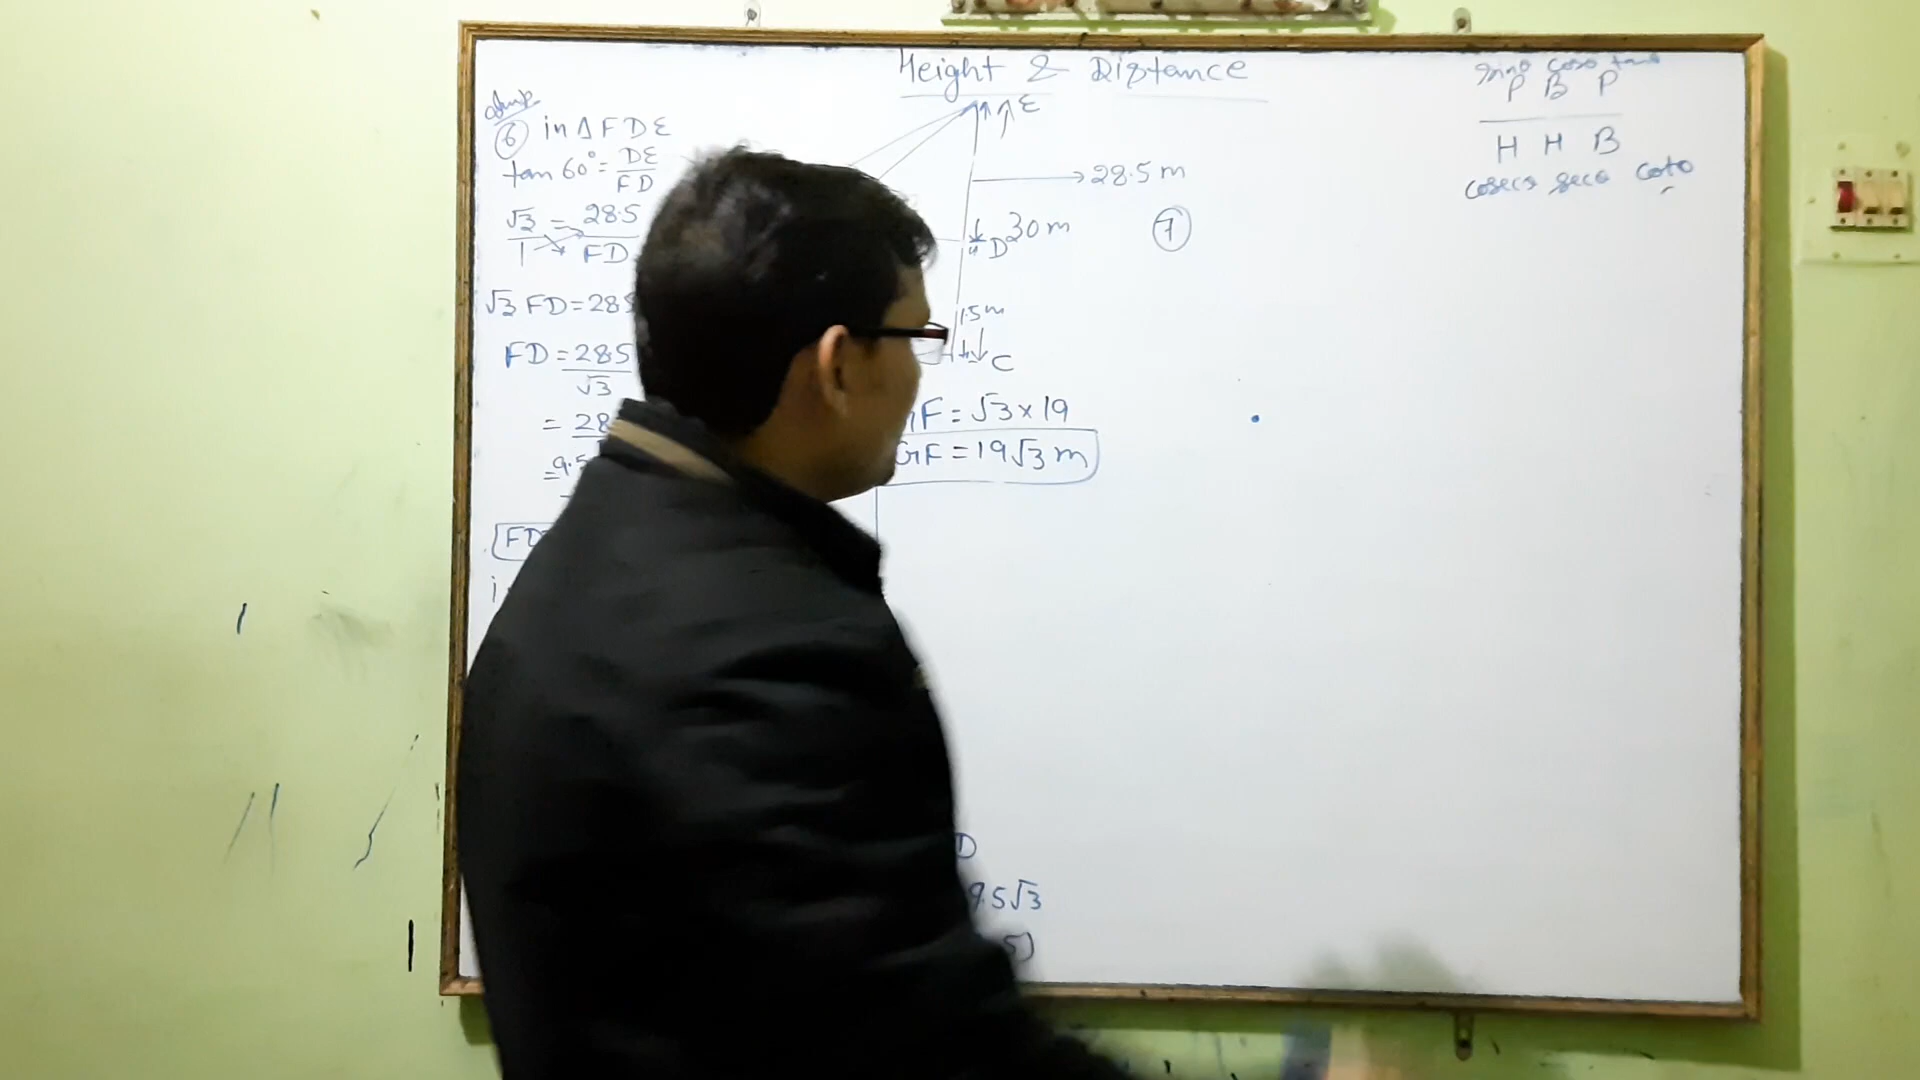 Height & Distance
6 in Δ F D E
tan 60° = DE
FD
√3 = 28.5
1 FD
√3 FD = 28.5
FD = 28.5
√3
= 28
= 9.5
FD
E
28.5 m
D 30 m
1.5 m
C
GF = √3 × 19
GF = 19√3 m
D
9.5√3
5)
7
sinθ cosθ tanθ
P B P
H H B
cosecθ secθ cotθ